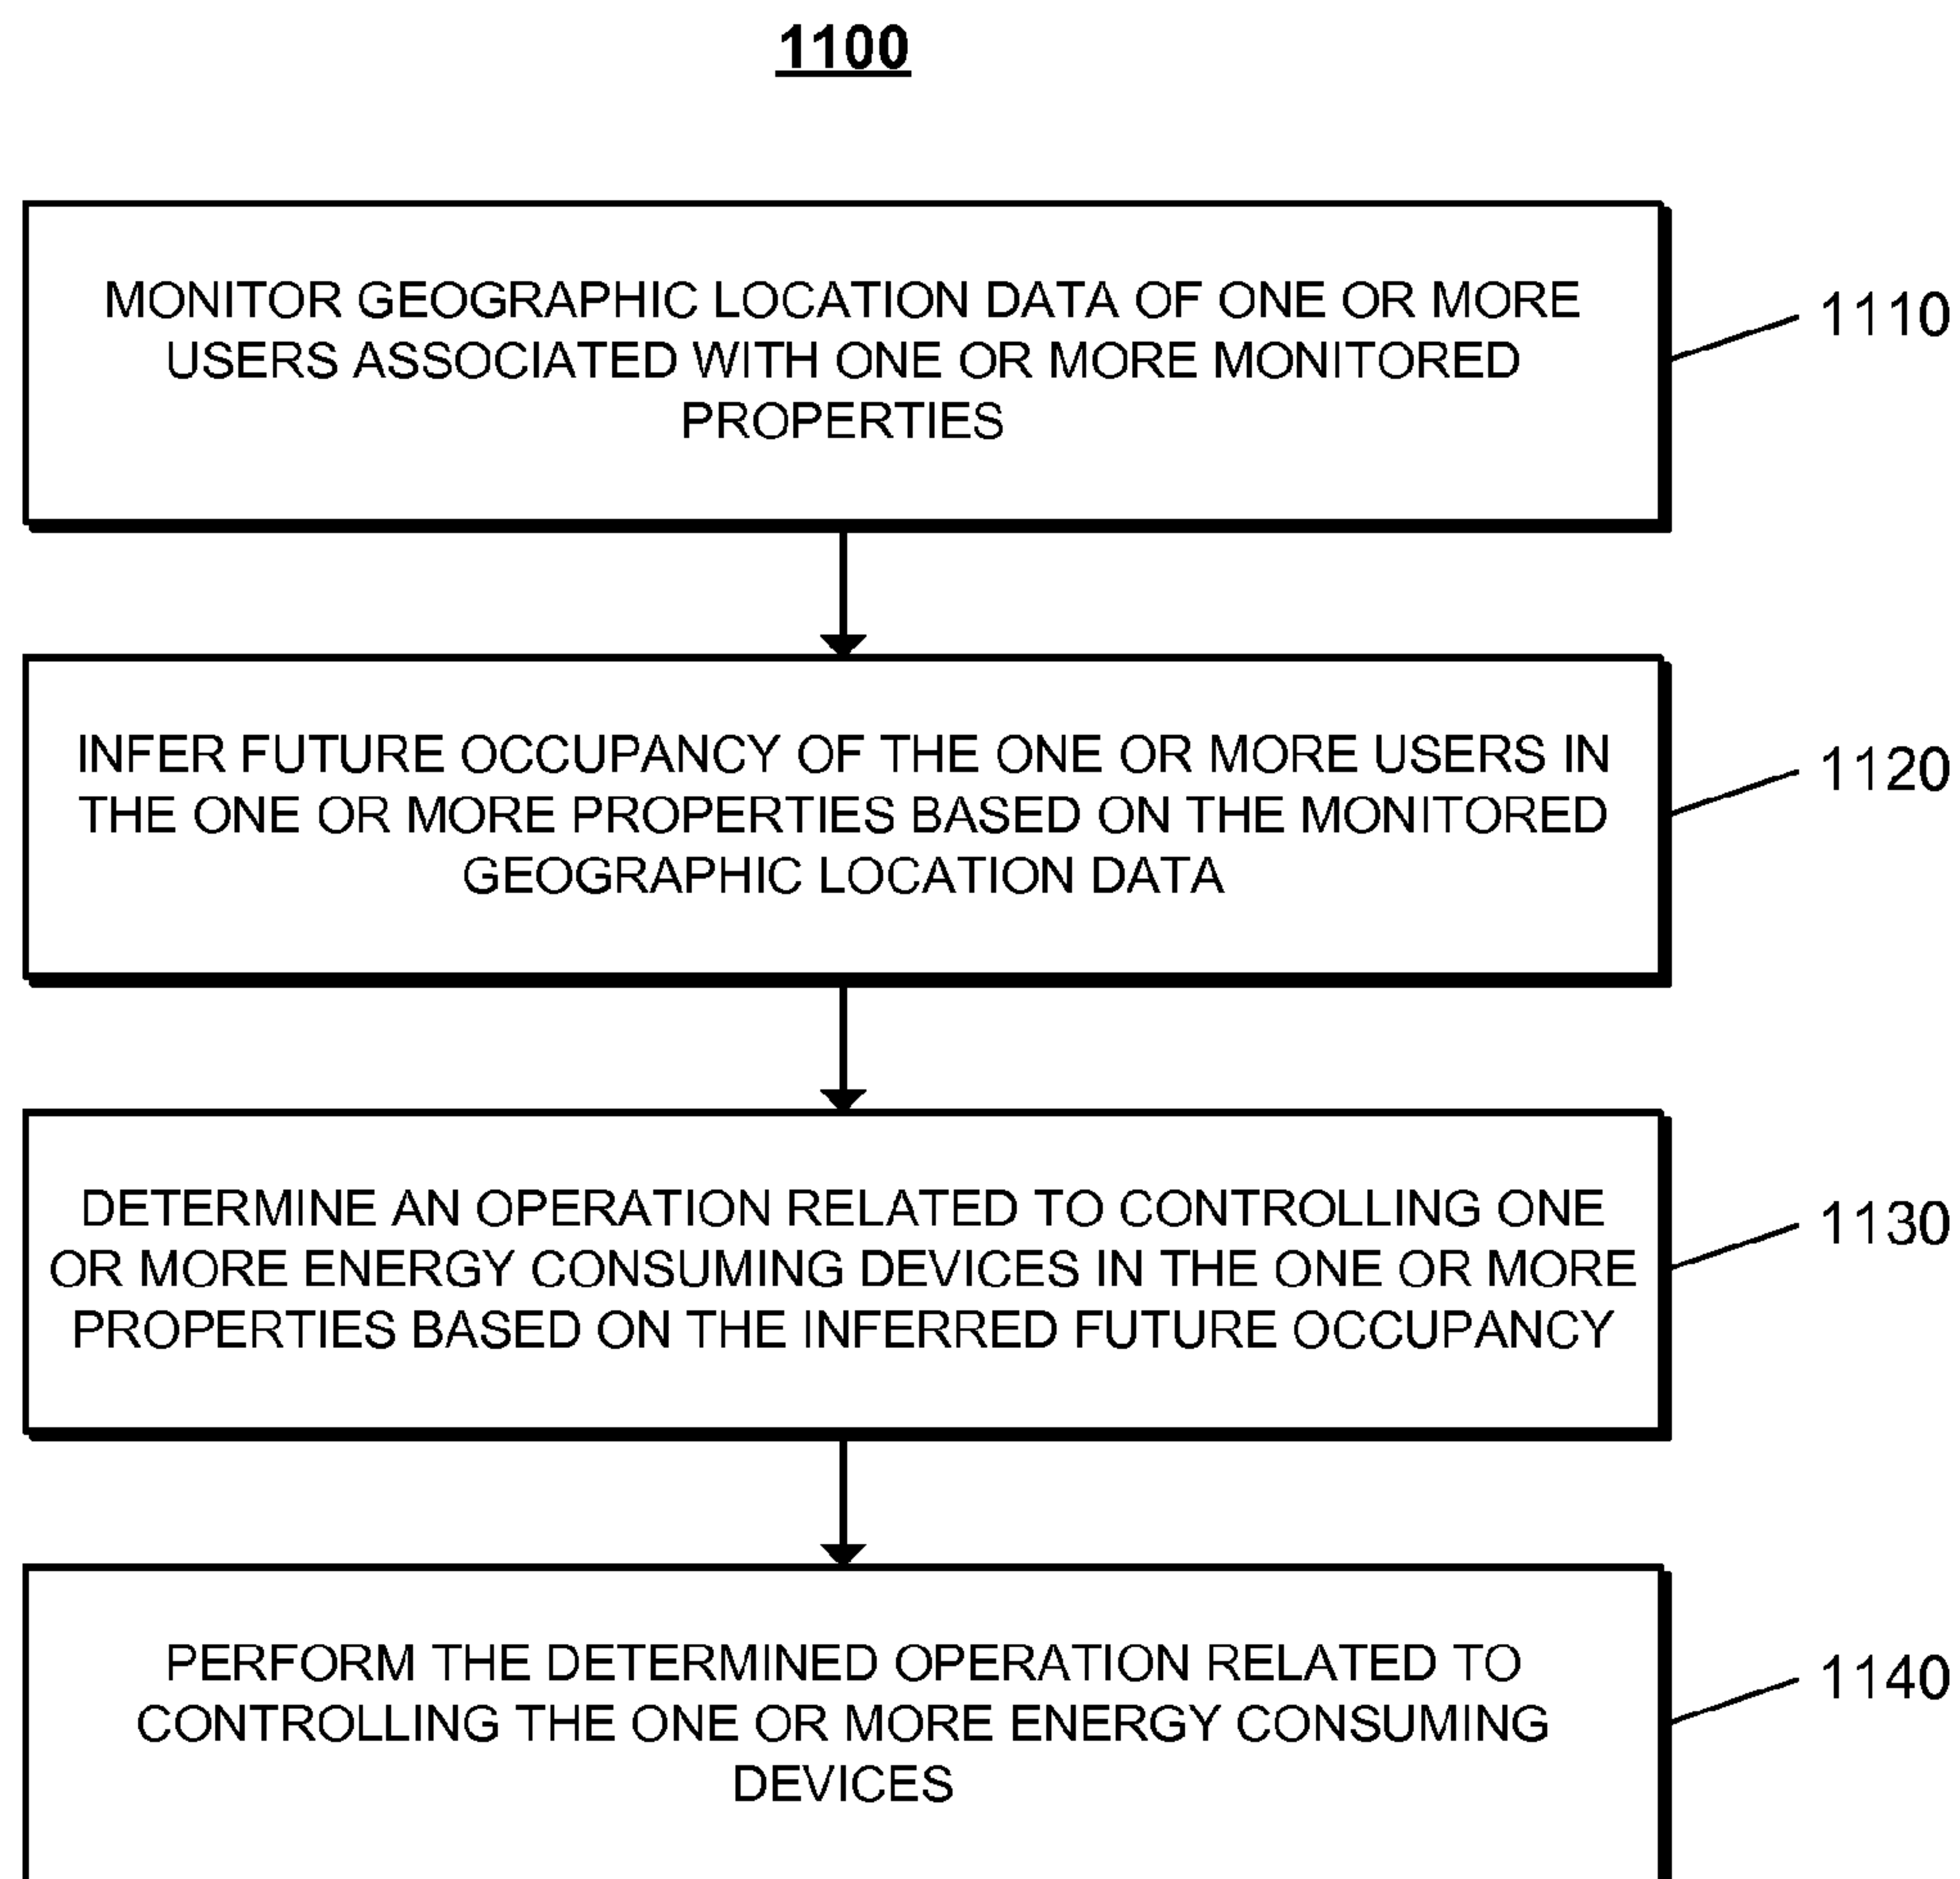 1100
MONITOR GEOGRAPHIC LOCATION DATA OF ONE OR MORE
USERS ASSOCIATED WITH ONE OR MORE MONITORED
PROPERTIES
1110
INFER FUTURE OCCUPANCY OF THE ONE OR MORE USERS IN
THE ONE OR MORE PROPERTIES BASED ON THE MONITORED
GEOGRAPHIC LOCATION DATA
1120
DETERMINE AN OPERATION RELATED TO CONTROLLING ONE
OR MORE ENERGY CONSUMING DEVICES IN THE ONE OR MORE
PROPERTIES BASED ON THE INFERRED FUTURE OCCUPANCY
1130
PERFORM THE DETERMINED OPERATION RELATED TO
CONTROLLING THE ONE OR MORE ENERGY CONSUMING
DEVICES
1140